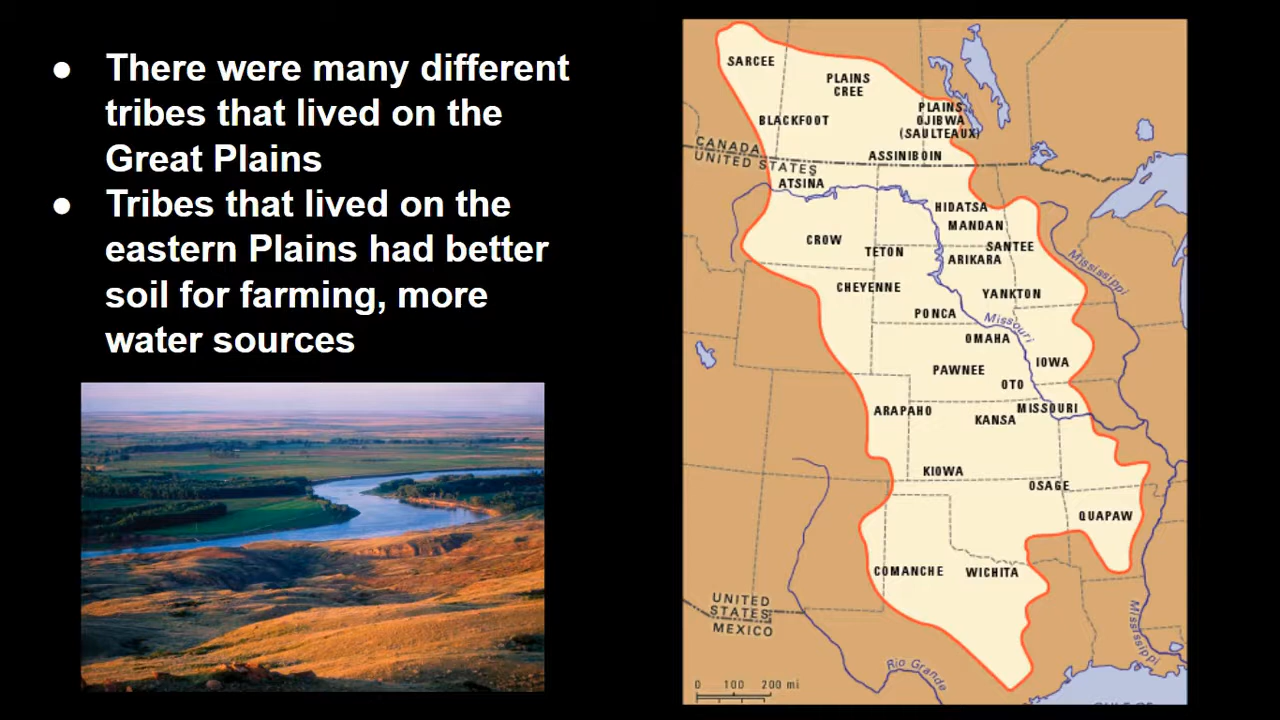 ● There were many different
tribes that lived on the
Great Plains
● Tribes that lived on the
eastern Plains had better
soil for farming, more
water sources
SARCEE
PLAINS
CREE
BLACKFOOT
PLAINS
OJIBWA
(SAULTEAUX)
CANADA
UNITED STATES
ASSINIBOIN
ATSINA
HIDATSA
MANDAN
CROW
TETON
SANTEE
ARIKARA
Mississippi
CHEYENNE
YANKTON
PONCA
Missouri
OMAHA
IOWA
PAWNEE
OTO
ARAPAHO
MISSOURI
KANSA
KIOWA
OSAGE
QUAPAW
COMANCHE
WICHITA
UNITED
STATES
MEXICO
Mississippi
Rio Grande
0 100 200 mi